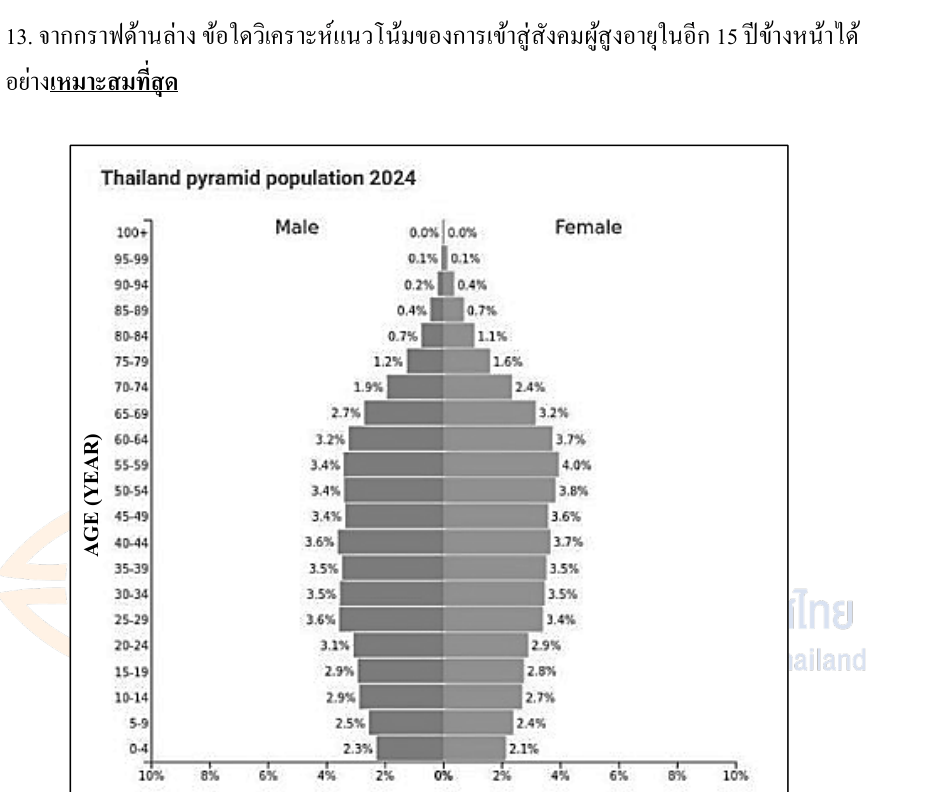 13. จากกราฟด้านล่าง ข้อใดวิเคราะห์แนวโน้มของการเข้าสู่สังคมผู้สูงอายุในอีก 15 ปีข้างหน้าได้
อย่างเหมาะสมที่สุด
Thailand pyramid population 2024
Male Female
100+ 0.0% 0.0%
95-99 0.1% 0.1%
90-94 0.2% 0.4%
85-89 0.4% 0.7%
80-84 0.7% 1.1%
75-79 1.2% 1.6%
70-74 1.9% 2.4%
65-69 2.7% 3.2%
60-64 3.2% 3.7%
55-59 3.4% 4.0%
50-54 3.4% 3.8%
45-49 3.4% 3.6%
40-44 3.6% 3.7%
35-39 3.5% 3.5%
30-34 3.5% 3.5%
25-29 3.6% 3.4%
20-24 3.1% 2.9%
15-19 2.9% 2.8%
10-14 2.9% 2.7%
5-9 2.5% 2.4%
0-4 2.3% 2.1%
10% 8% 6% 4% 2% 0% 2% 4% 6% 8% 10%
AGE (YEAR)